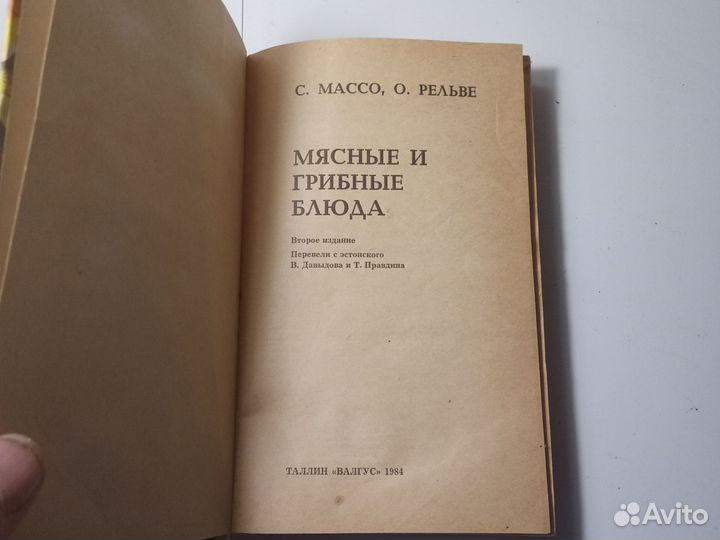 С. МАССО, О. РЕЛЬВЕ
МЯСНЫЕ И
ГРИБНЫЕ
БЛЮДА
Второе издание
Перевели с эстонского
В. Давыдова и Т. Правдина
ТАЛЛИН «ВАЛГУС» 1984
Avito